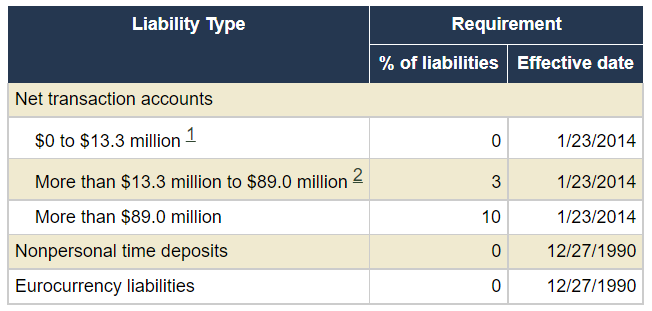 Liability Type
Requirement
% of liabilities Effective date
Net transaction accounts
$0 to $13.3 million 1 0 1/23/2014
More than $13.3 million to $89.0 million 2 3 1/23/2014
More than $89.0 million 10 1/23/2014
Nonpersonal time deposits 0 12/27/1990
Eurocurrency liabilities 0 12/27/1990